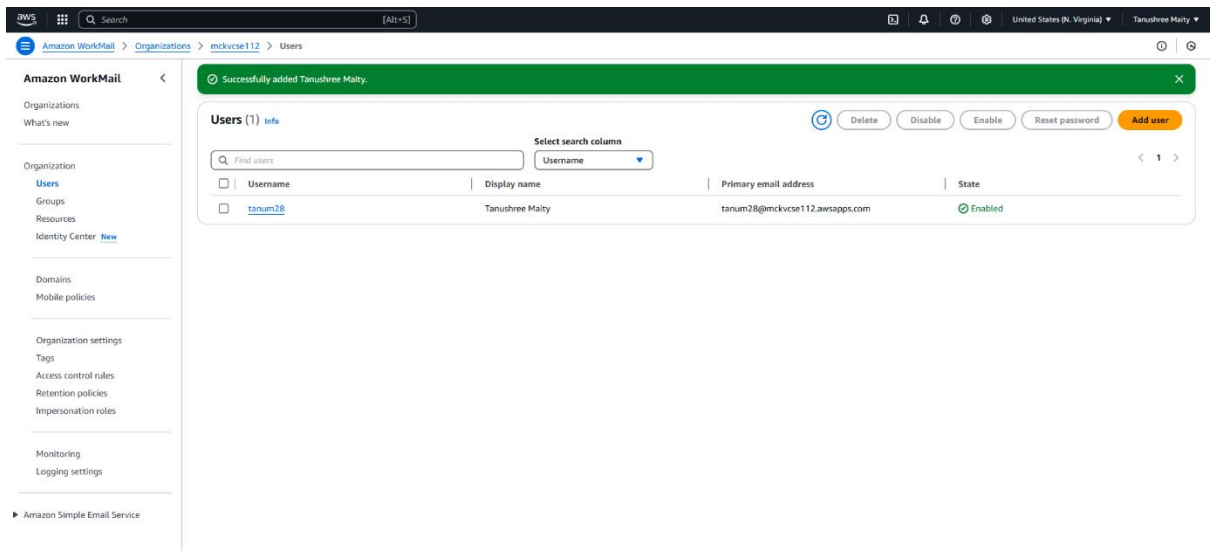 aws
Search [Alt+S]
United States (N. Virginia) ▼
Tanushree Maity ▼
Amazon WorkMail > Organizations > mckvcse112 > Users
Amazon WorkMail
Organizations
What's new
Organization
Users
Groups
Resources
Identity Center New
Domains
Mobile policies
Organization settings
Tags
Access control rules
Retention policies
Impersonation roles
Monitoring
Logging settings
Amazon Simple Email Service
Successfully added Tanushree Maity.
Users (1) Info
Delete
Disable
Enable
Reset password
Add user
Select search column
Find users
Username
< 1 >
Username Display name Primary email address State
tanum28 Tanushree Maity tanum28@mckvcse112.awsapps.com Enabled